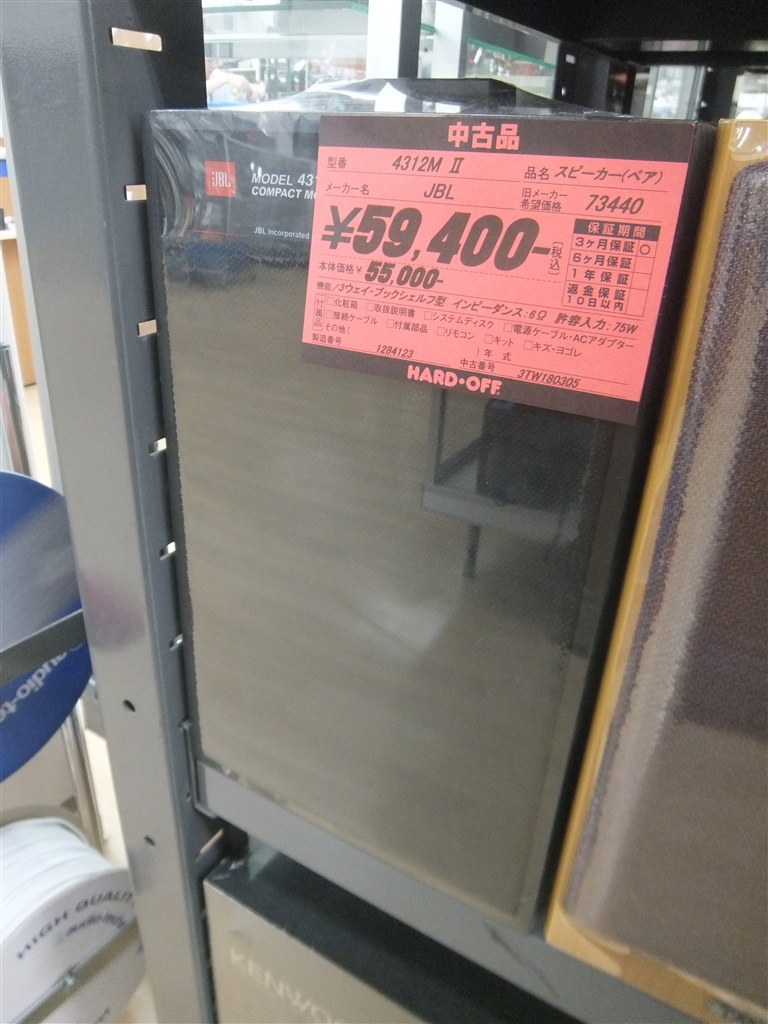 中古品
型番 4312M Ⅱ 品名 スピーカー(ペア)
メーカー名 JBL 旧メーカー希望価格 73440
¥59,400-(税込)
本体価格¥ 55,000-
保証期間
3ヶ月保証 ○
6ヶ月保証
1年保証
返金保証
10日以内
機能/3ウェイ・ブックシェルフ型 インピーダンス:6Ω 許容入力:75W
付属品 □化粧箱 □取扱説明書 □システムディスク □電源ケーブル・ACアダプター
□接続ケーブル □付属部品 □リモコン □キット □キズ・ヨゴレ
□その他( )年式
製造番号 1284123 中古番号 3TW180305
HARD・OFF
JBL
MODEL 431
COMPACT MO
JBL Incorporated
audio-te
HIGH QUALI
audio-tech
KENWOO